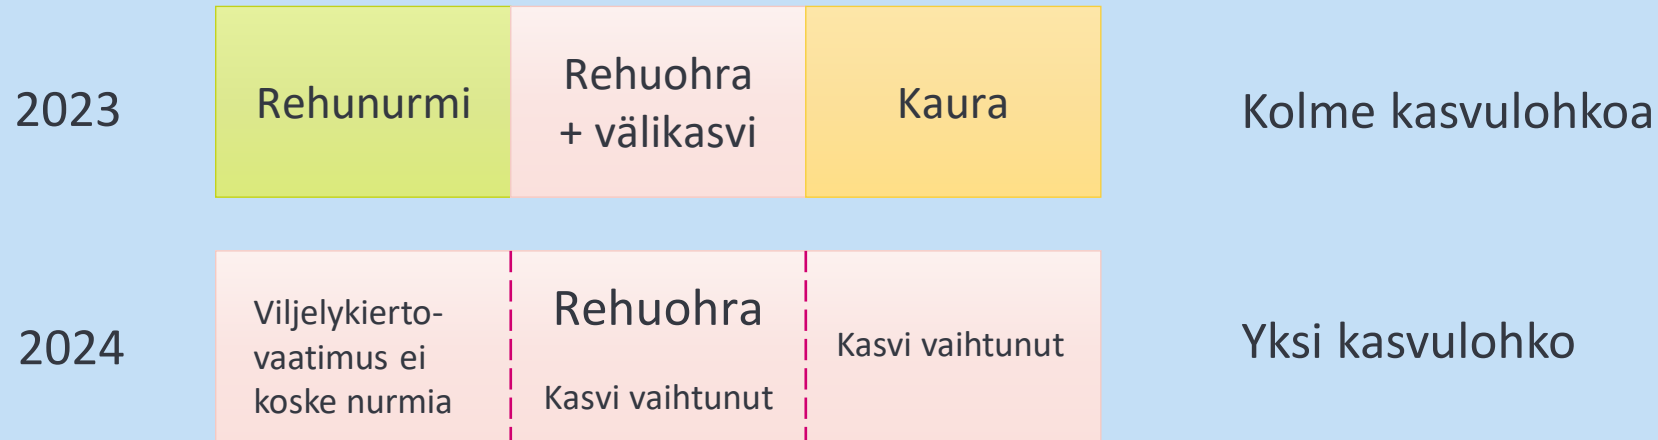 2023
Rehunurmi
Rehuohra
+ välikasvi
Kaura
Kolme kasvulohkoa
2024
Viljelykierto-
vaatimus ei
koske nurmia
Rehuohra
Kasvi vaihtunut
Kasvi vaihtunut
Yksi kasvulohko